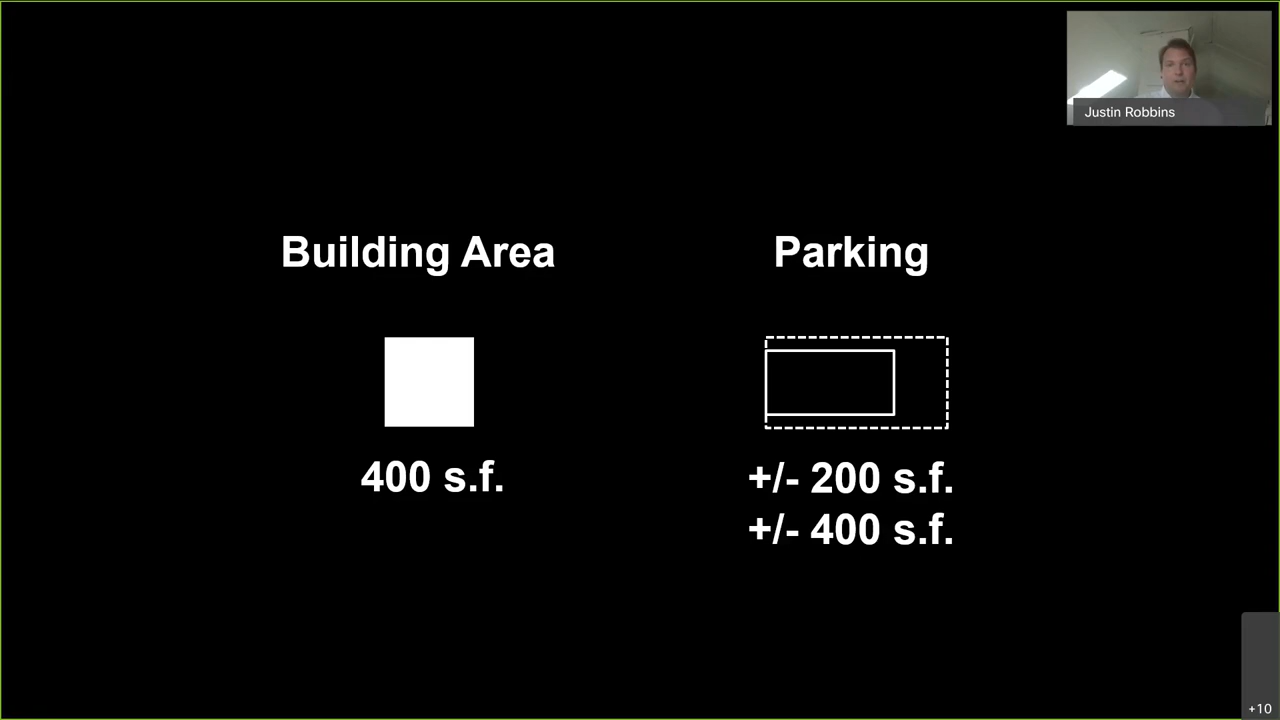 Justin Robbins
Building Area
Parking
400 s.f.
+/- 200 s.f.
+/- 400 s.f.
+10